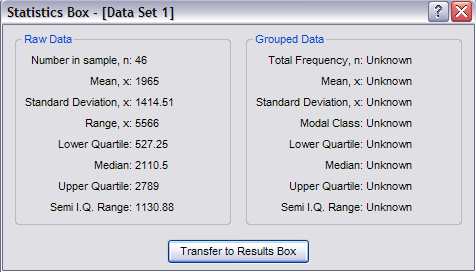 Statistics Box - [Data Set 1]
Raw Data
Number in sample, n: 46
Mean, x: 1965
Standard Deviation, x: 1414.51
Range, x: 5566
Lower Quartile: 527.25
Median: 2110.5
Upper Quartile: 2789
Semi I.Q. Range: 1130.88
Grouped Data
Total Frequency, n: Unknown
Mean, x: Unknown
Standard Deviation, x: Unknown
Modal Class: Unknown
Lower Quartile: Unknown
Median: Unknown
Upper Quartile: Unknown
Semi I.Q. Range: Unknown
Transfer to Results Box